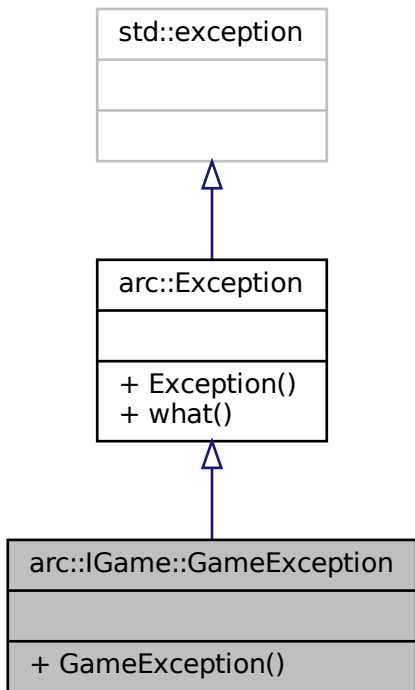 std::exception
arc::Exception
+ Exception()
+ what()
arc::IGame::GameException
+ GameException()